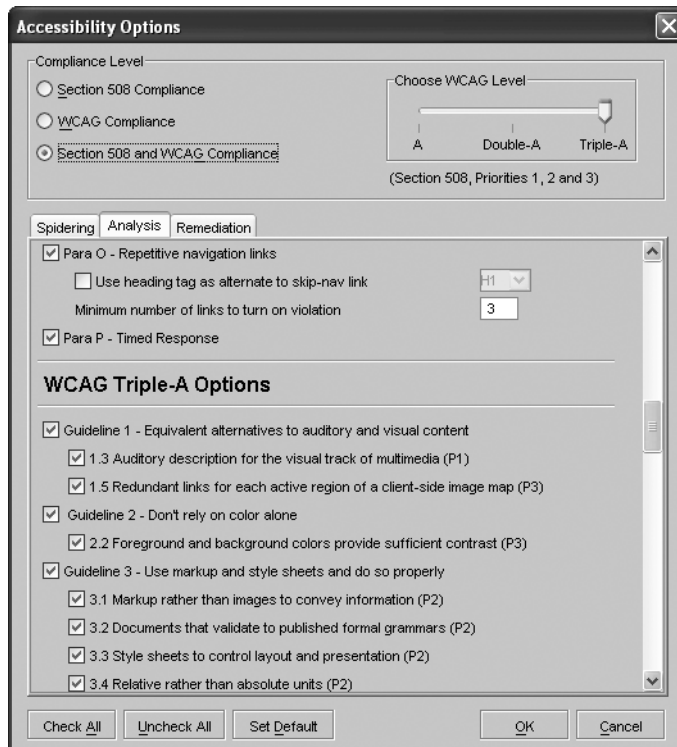 Accessibility Options
Compliance Level
Section 508 Compliance
WCAG Compliance
Section 508 and WCAG Compliance
Choose WCAG Level
A Double-A Triple-A
(Section 508, Priorities 1, 2 and 3)
Spidering Analysis Remediation
Para O - Repetitive navigation links
Use heading tag as alternate to skip-nav link H1
Minimum number of links to turn on violation 3
Para P - Timed Response
WCAG Triple-A Options
Guideline 1 - Equivalent alternatives to auditory and visual content
1.3 Auditory description for the visual track of multimedia (P1)
1.5 Redundant links for each active region of a client-side image map (P3)
Guideline 2 - Don't rely on color alone
2.2 Foreground and background colors provide sufficient contrast (P3)
Guideline 3 - Use markup and style sheets and do so properly
3.1 Markup rather than images to convey information (P2)
3.2 Documents that validate to published formal grammars (P2)
3.3 Style sheets to control layout and presentation (P2)
3.4 Relative rather than absolute units (P2)
Check All Uncheck All Set Default OK Cancel